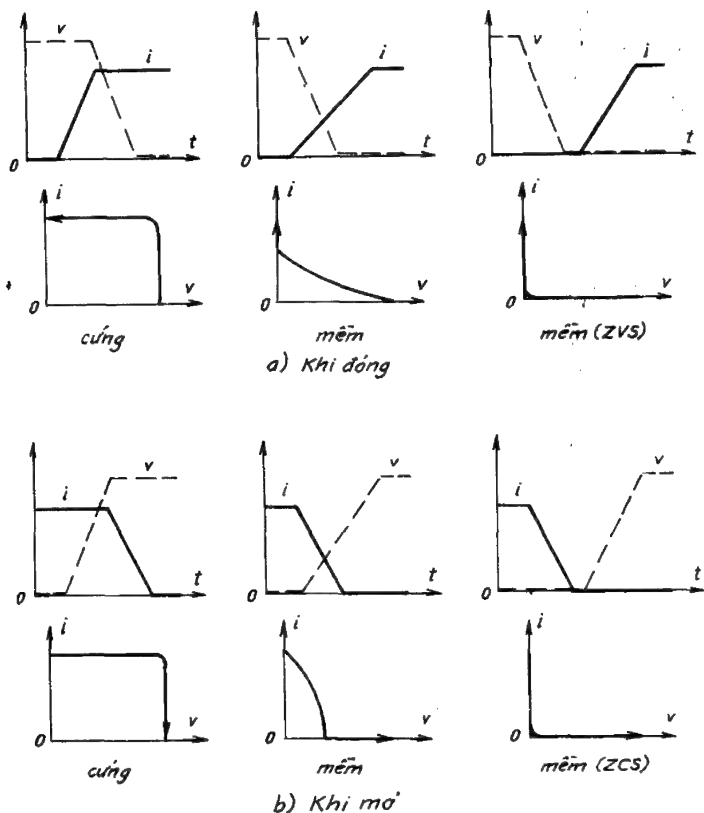 v i t 0
v i t 0
v i t 0
i 0 v
i 0 v
i 0 v
cứng mềm mềm (ZVS)
a) Khi đóng
i v t 0
i v t 0
i v t 0
i 0 v
i 0 v
i 0 v
cứng mềm mềm (ZCS)
b) Khi mở